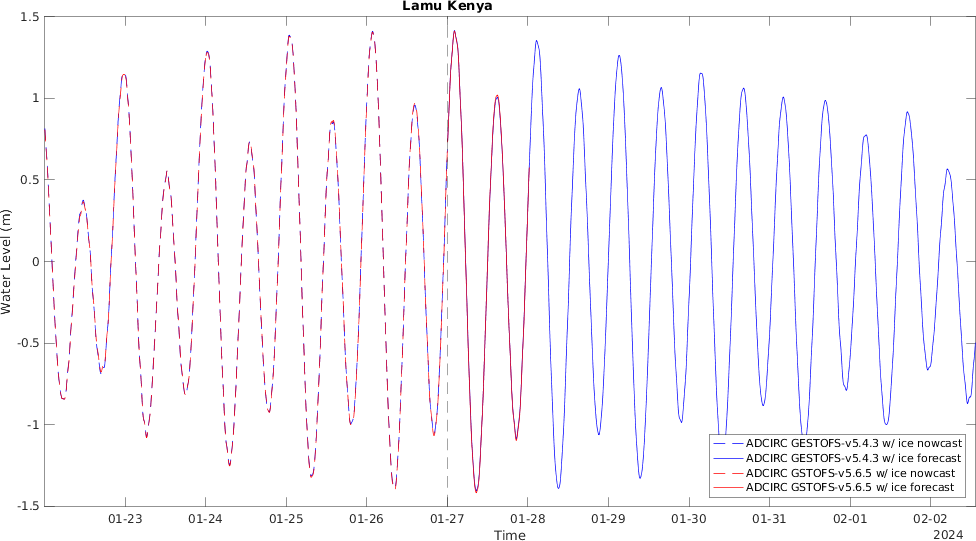 Lamu Kenya
1.5
1
0.5
0
-0.5
-1
-1.5
Water Level (m)
ADCIRC GESTOFS-v5.4.3 w/ ice nowcast
ADCIRC GESTOFS-v5.4.3 w/ ice forecast
ADCIRC GSTOFS-v5.6.5 w/ ice nowcast
ADCIRC GSTOFS-v5.6.5 w/ ice forecast
01-23 01-24 01-25 01-26 01-27 01-28 01-29 01-30 01-31 02-01 02-02
Time 2024